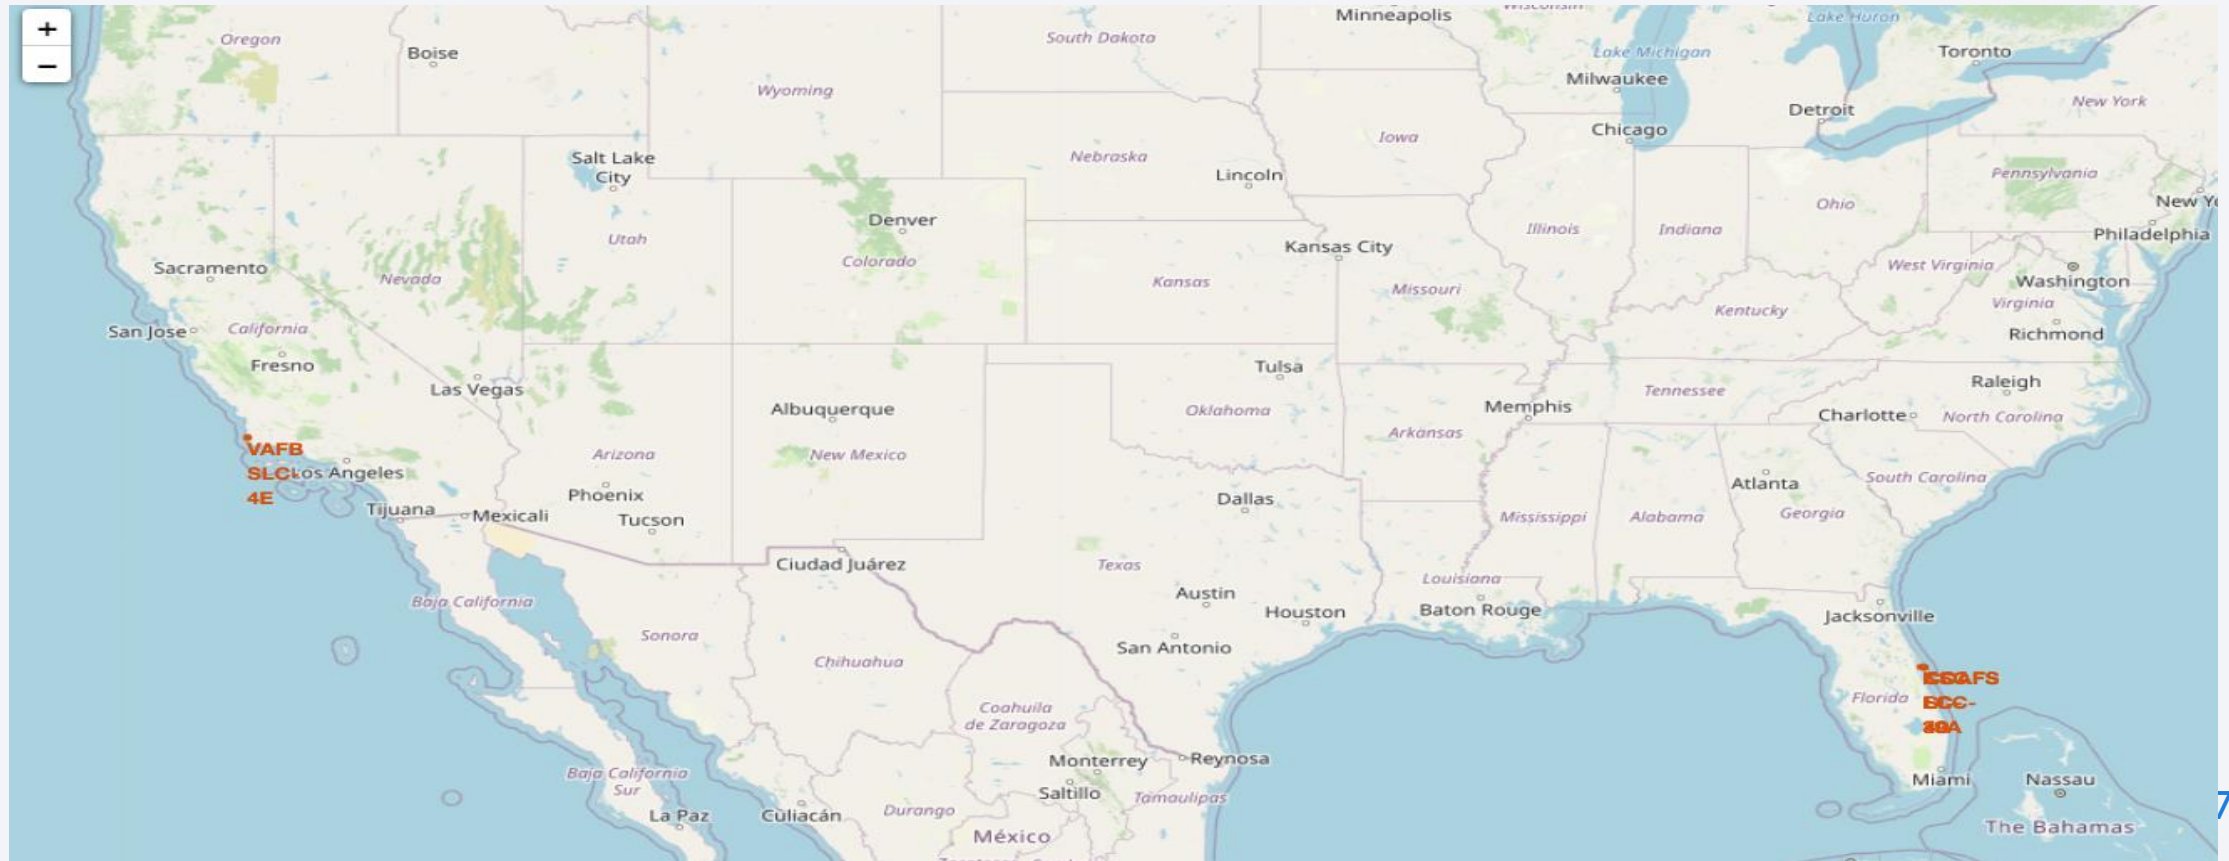 +
−
Oregon
Boise
South Dakota
Minneapolis
Wisconsin
Lake Huron
Lake Michigan
Toronto
Wyoming
Milwaukee
Detroit
New York
Iowa
Chicago
Salt Lake
City
Nebraska
Lincoln
Pennsylvania
Denver
Ohio
New Yo
Utah
Kansas City
Illinois
Indiana
Philadelphia
Sacramento
Nevada
Colorado
Kansas
Missouri
West Virginia
Washington
San Jose
California
Kentucky
Virginia
Richmond
Fresno
Las Vegas
Tulsa
Tennessee
Raleigh
Albuquerque
Oklahoma
Memphis
Charlotte
North Carolina
VAFB
SLC-
4E
Los Angeles
Arizona
New Mexico
Arkansas
Atlanta
South Carolina
Phoenix
Dallas
Tijuana
Mexicali
Tucson
Mississippi
Alabama
Georgia
Ciudad Juárez
Texas
Louisiana
Baja California
Austin
Houston
Baton Rouge
Jacksonville
Sonora
San Antonio
Chihuahua
Florida
Coahuila
de Zaragoza
Monterrey
Reynosa
Baja California
Sur
Saltillo
Tamaulipas
Miami
Nassau
La Paz
Culiacán
Durango
México
The Bahamas
7